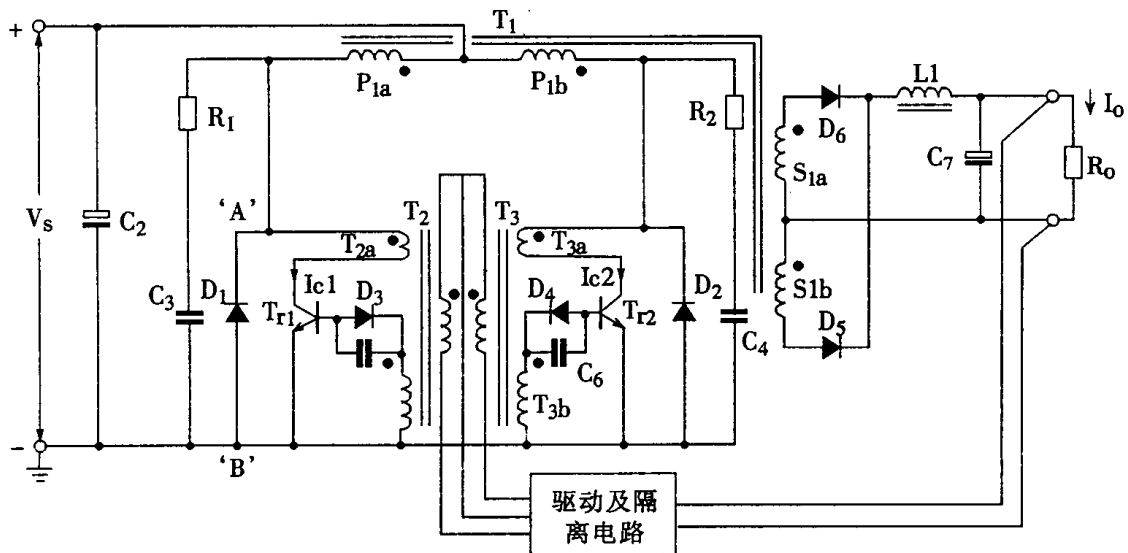 +
T1
P1a
P1b
L1
Io
R1
R2
D6
C7
Ro
S1a
'A'
T2
T3
Vs
C2
T2a
T3a
S1b
Ic1
Ic2
D2
C3
D1
D3
D4
Tr1
Tr2
D5
C4
C6
T3b
-
'B'
驱动及隔
离电路